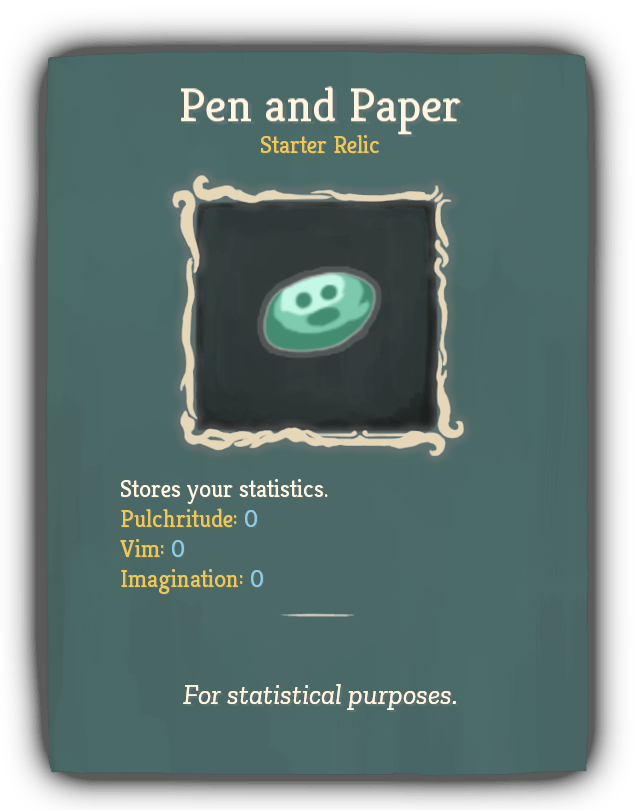 Pen and Paper
Starter Relic
Stores your statistics.
Pulchritude: 0
Vim: 0
Imagination: 0
For statistical purposes.